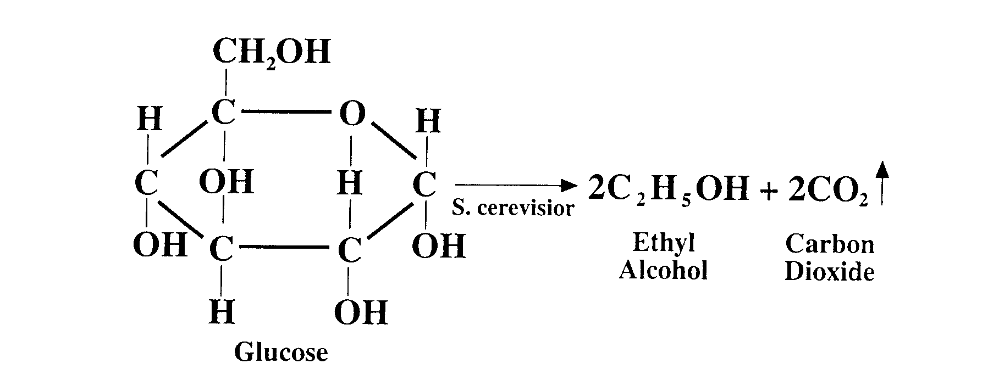 CH₂OH
H C O H
C OH H C
2C₂H₅OH + 2CO₂ ↑
S. cerevisior
OH C C OH
Ethyl Carbon
Alcohol Dioxide
H OH
Glucose